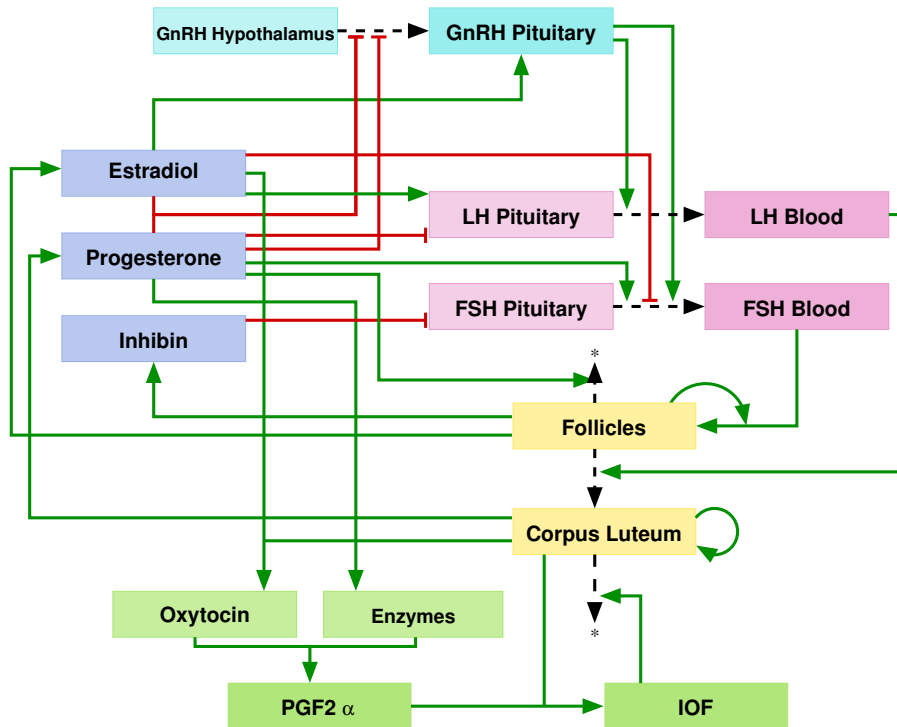 GnRH Hypothalamus
GnRH Pituitary
Estradiol
LH Pituitary
LH Blood
Progesterone
FSH Pituitary
FSH Blood
Inhibin
*
Follicles
Corpus Luteum
Oxytocin
Enzymes
*
PGF2 α
IOF